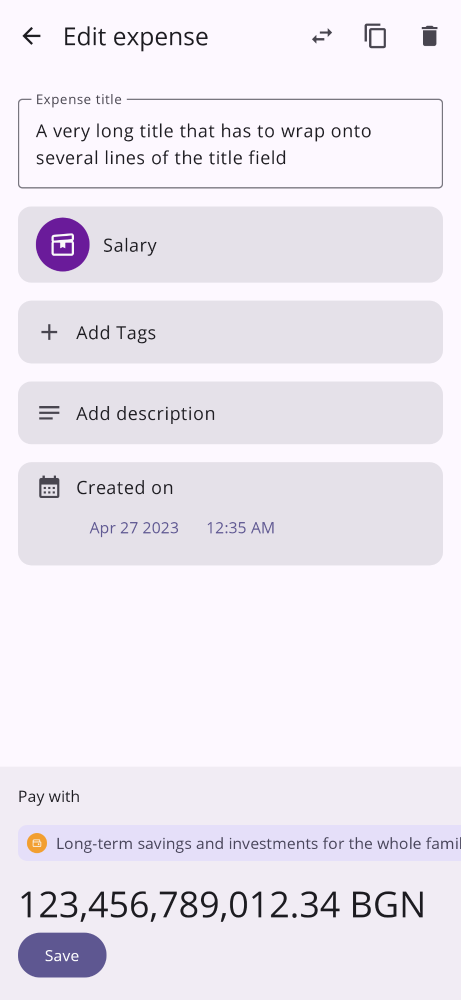 Edit expense
Expense title
A very long title that has to wrap onto
several lines of the title field
Salary
Add Tags
Add description
Created on
Apr 27 2023 12:35 AM
Pay with
Long-term savings and investments for the whole
123,456,789,012.34 BGN
Save